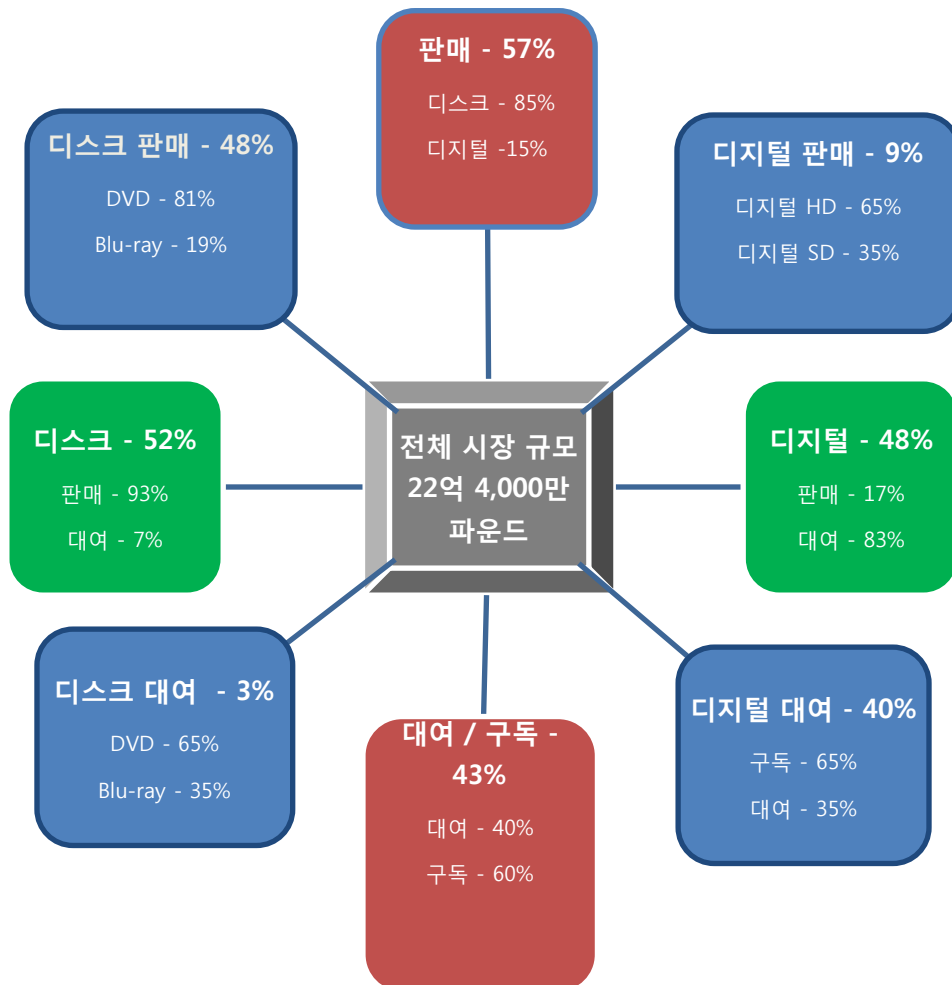 판매 - 57%
디스크 - 85%
디지털 -15%
디스크 판매 - 48%
DVD - 81%
Blu-ray - 19%
디지털 판매 - 9%
디지털 HD - 65%
디지털 SD - 35%
디스크 - 52%
판매 - 93%
대여 - 7%
전체 시장 규모
22억 4,000만
파운드
디지털 - 48%
판매 - 17%
대여 - 83%
디스크 대여 - 3%
DVD - 65%
Blu-ray - 35%
대여 / 구독 -
43%
대여 - 40%
구독 - 60%
디지털 대여 - 40%
구독 - 65%
대여 - 35%